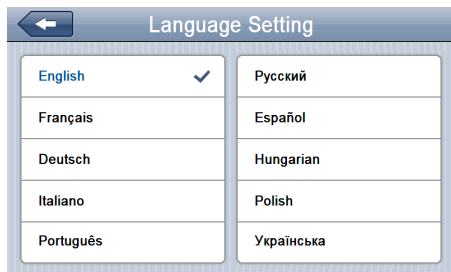 Language Setting
English
Français
Deutsch
Italiano
Português
Русский
Español
Hungarian
Polish
Українська